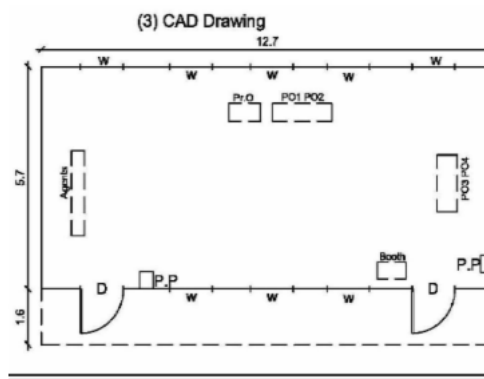 (3) CAD Drawing
12.7
W W
W W W
Pr.O PO1 PO2
5.7
Agents
PO3 PO4
Booth
P.P
P.P
D D
W W W
1.6